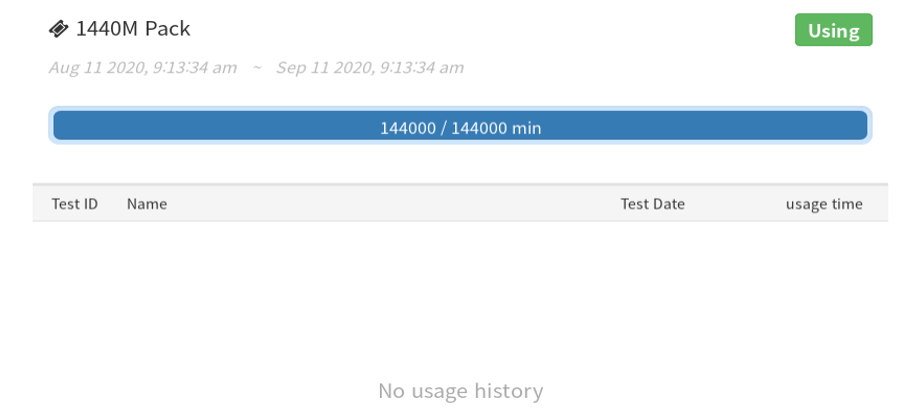 1440M Pack
Using
Aug 11 2020, 9:13:34 am ~ Sep 11 2020, 9:13:34 am
144000 / 144000 min
Test ID Name Test Date usage time
No usage history